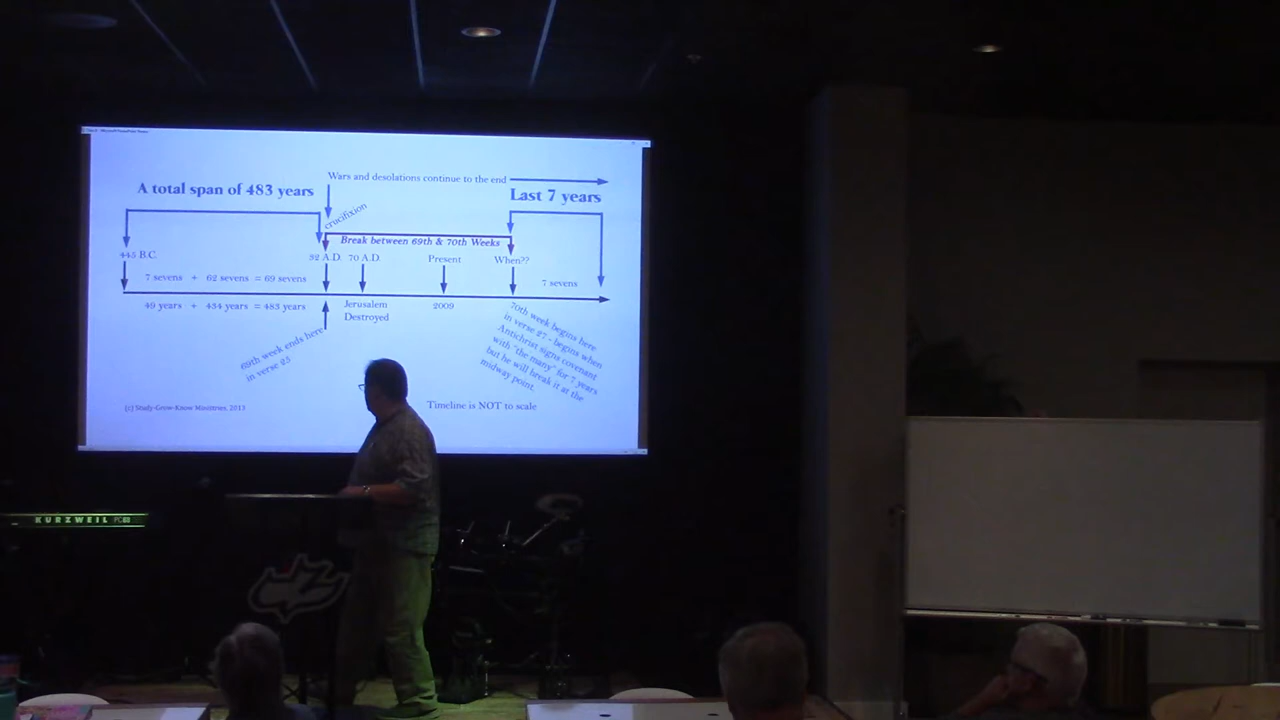 Wars and desolations continue to the end
A total span of 483 years
Last 7 years
crucifixion
Break between 69th & 70th Weeks
445 B.C.
32 A.D.
70 A.D.
Present
When??
7 sevens + 62 sevens = 69 sevens
7 sevens
49 years + 434 years = 483 years
Jerusalem
Destroyed
2009
69th week ends here
in verse 25
70th week begins here
in verse 27 - begins when
Antichrist signs covenant
with "the many" for 7 years
but he will break it at the
midway point.
(c) Study-Grow-Know Ministries, 2013
Timeline is NOT to scale
KURZWEIL